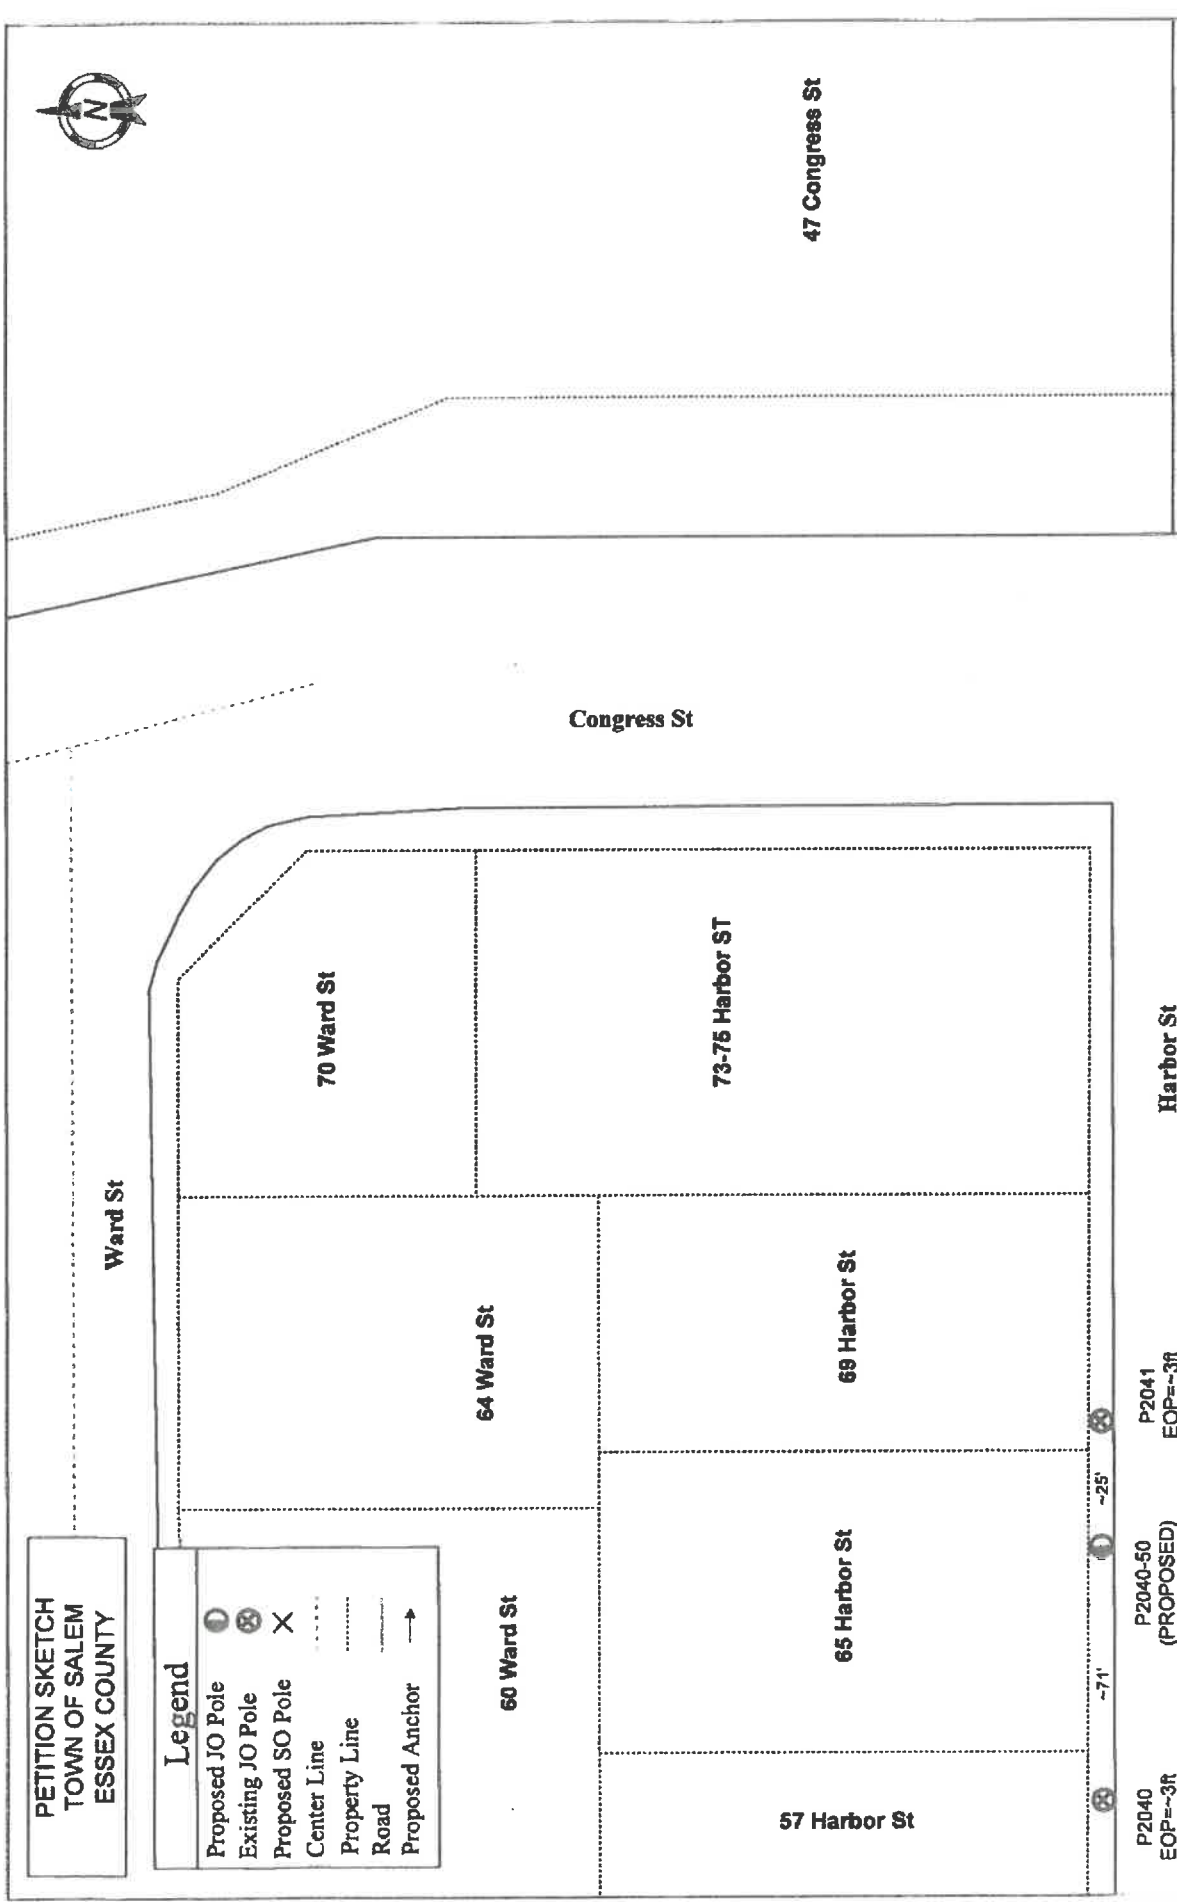 PETITION SKETCH
TOWN OF SALEM
ESSEX COUNTY
Legend
Proposed JO Pole
Existing JO Pole
Proposed SO Pole
Center Line
Property Line
Road
Proposed Anchor
N
Ward St
Congress St
47 Congress St
60 Ward St
64 Ward St
70 Ward St
57 Harbor St
65 Harbor St
69 Harbor St
73-75 Harbor ST
~71'
~25'
P2040
EOP=~3ft
P2040-50
(PROPOSED)
P2041
EOP=~3ft
Harbor St